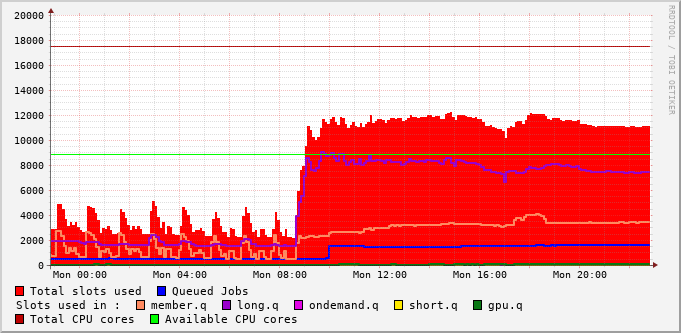 20000
18000
16000
14000
12000
10000
8000
6000
4000
2000
0
Mon 00:00 Mon 04:00 Mon 08:00 Mon 12:00 Mon 16:00 Mon 20:00
RRDTOOL / TOBI OETIKER
Total slots used Queued Jobs
Slots used in : member.q long.q ondemand.q short.q gpu.q
Total CPU cores Available CPU cores